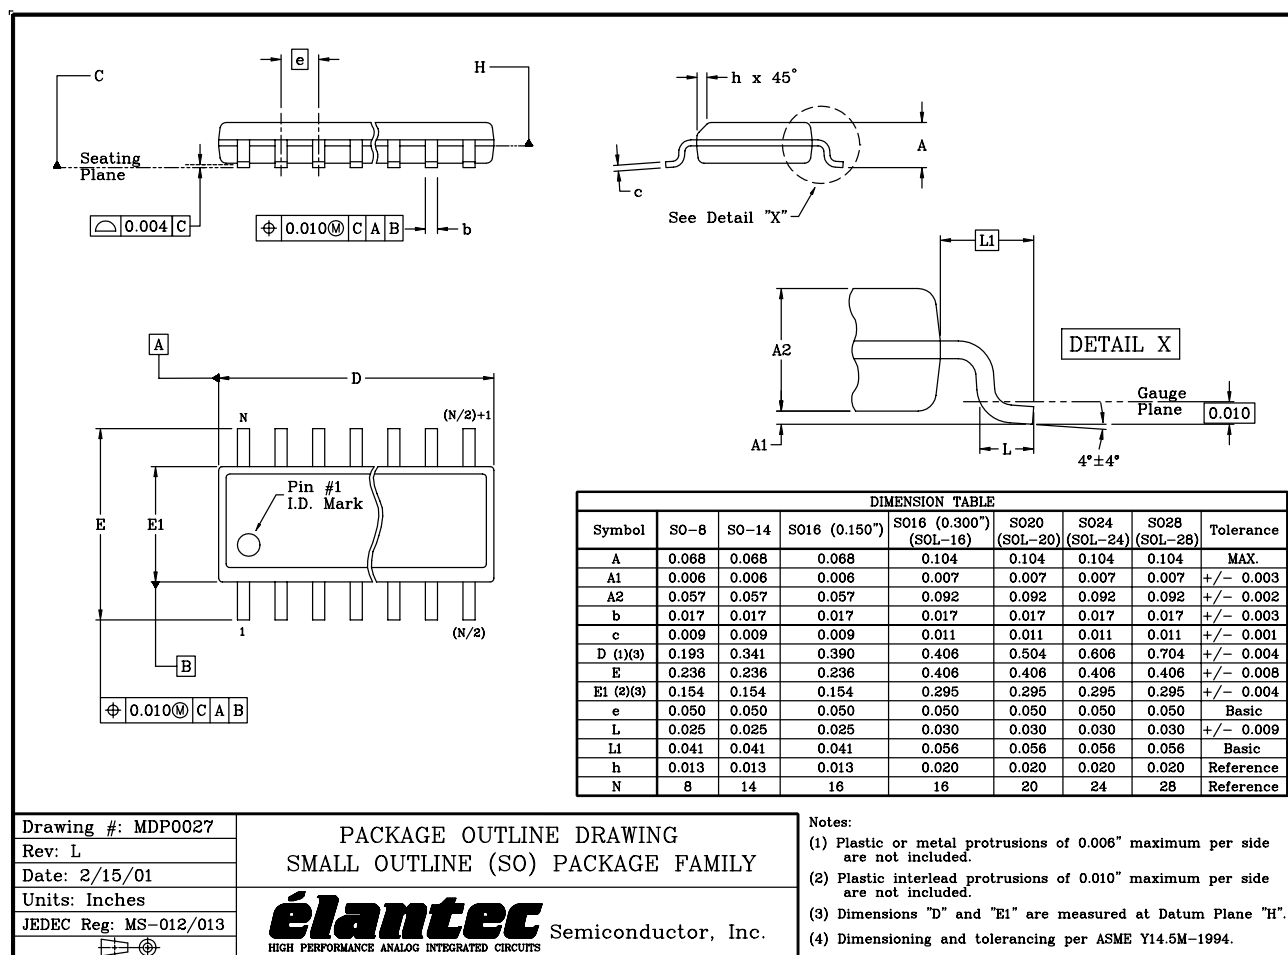 C
e
H
Seating
Plane
0.004 C
0.010Ⓜ C A B
b
h x 45°
A
c
See Detail "X"
L1
A2
DETAIL X
Gauge
Plane
0.010
A1
L
4°±4°
A
D
N
(N/2)+1
Pin #1
I.D. Mark
E
E1
1
(N/2)
B
0.010Ⓜ C A B
DIMENSION TABLE
Symbol SO-8 SO-14 SO16 (0.150") SO16 (0.300") (SOL-16) SO20 (SOL-20) SO24 (SOL-24) SO28 (SOL-28) Tolerance
A 0.068 0.068 0.068 0.104 0.104 0.104 0.104 MAX.
A1 0.006 0.006 0.006 0.007 0.007 0.007 0.007 +/- 0.003
A2 0.057 0.057 0.057 0.092 0.092 0.092 0.092 +/- 0.002
b 0.017 0.017 0.017 0.017 0.017 0.017 0.017 +/- 0.003
c 0.009 0.009 0.009 0.011 0.011 0.011 0.011 +/- 0.001
D (1)(3) 0.193 0.341 0.390 0.406 0.504 0.606 0.704 +/- 0.004
E 0.236 0.236 0.236 0.406 0.406 0.406 0.406 +/- 0.008
E1 (2)(3) 0.154 0.154 0.154 0.295 0.295 0.295 0.295 +/- 0.004
e 0.050 0.050 0.050 0.050 0.050 0.050 0.050 Basic
L 0.025 0.025 0.025 0.030 0.030 0.030 0.030 +/- 0.009
L1 0.041 0.041 0.041 0.056 0.056 0.056 0.056 Basic
h 0.013 0.013 0.013 0.020 0.020 0.020 0.020 Reference
N 8 14 16 16 20 24 28 Reference
Drawing #: MDP0027
Rev: L
Date: 2/15/01
Units: Inches
JEDEC Reg: MS-012/013
PACKAGE OUTLINE DRAWING
SMALL OUTLINE (SO) PACKAGE FAMILY
élantec Semiconductor, Inc.
HIGH PERFORMANCE ANALOG INTEGRATED CIRCUITS
Notes:
(1) Plastic or metal protrusions of 0.006" maximum per side
are not included.
(2) Plastic interlead protrusions of 0.010" maximum per side
are not included.
(3) Dimensions "D" and "E1" are measured at Datum Plane "H".
(4) Dimensioning and tolerancing per ASME Y14.5M-1994.